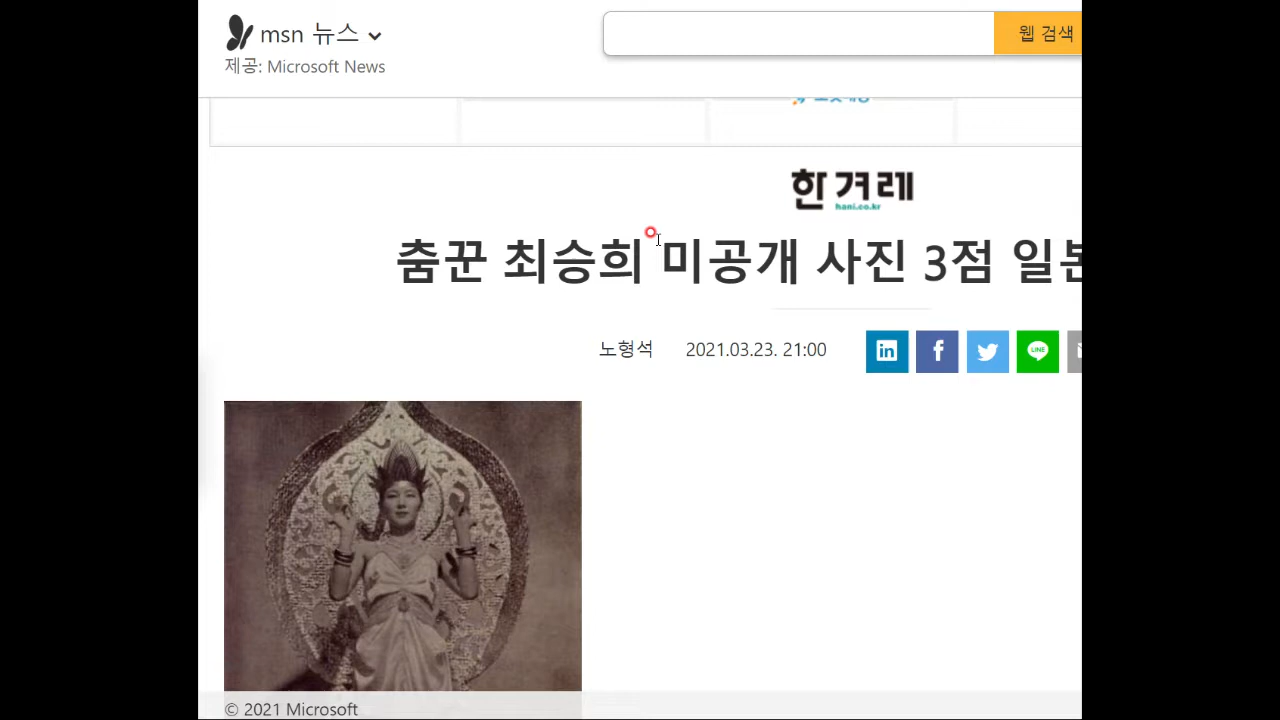 msn 뉴스
웹 검색
제공: Microsoft News
한겨레
hani.co.kr
춤꾼 최승희 미공개 사진 3점 일본
노형석 2021.03.23. 21:00
in f LINE
© 2021 Microsoft